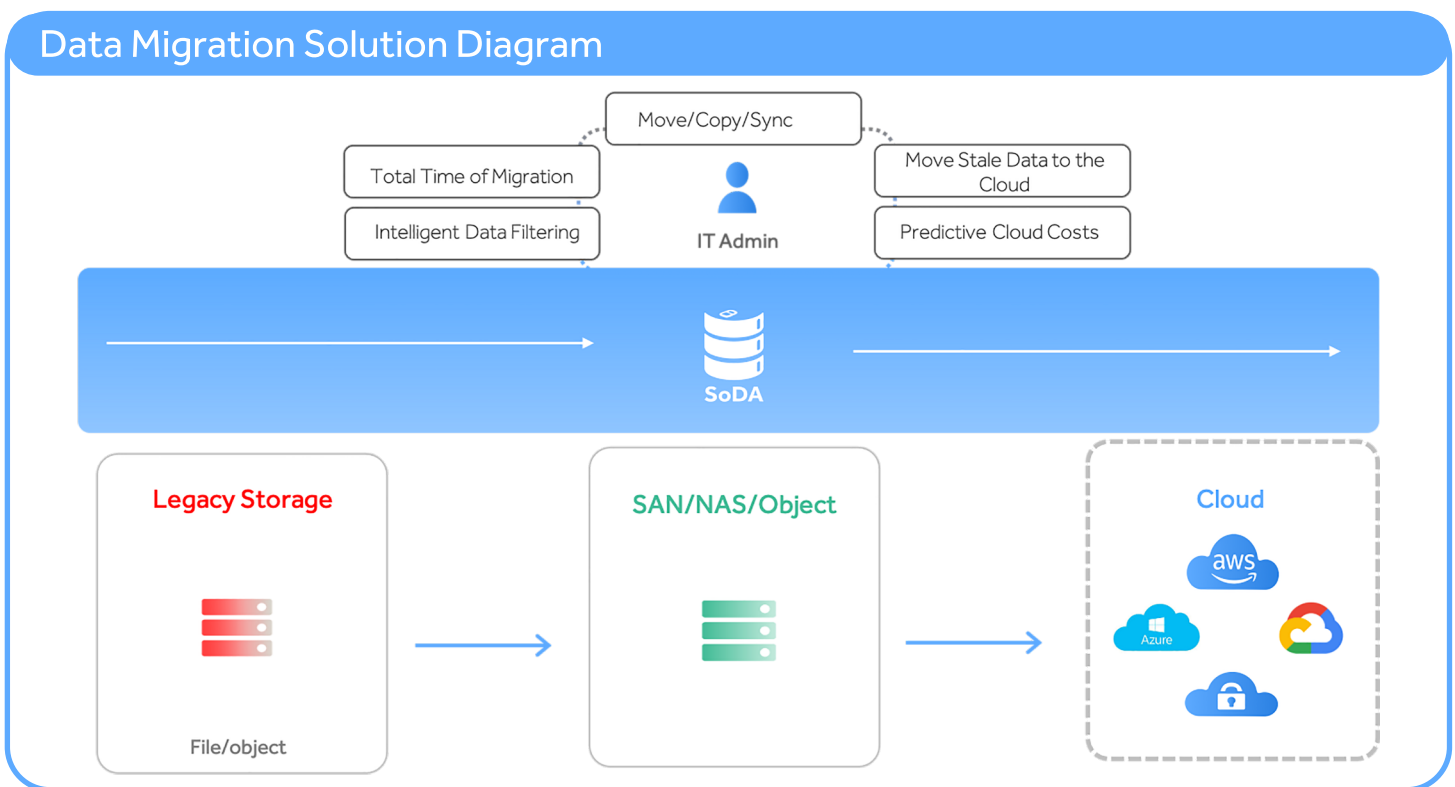 Data Migration Solution Diagram
Move/Copy/Sync
Total Time of Migration
Move Stale Data to the
Cloud
Intelligent Data Filtering
IT Admin
Predictive Cloud Costs
SoDA
Legacy Storage
SAN/NAS/Object
Cloud
aws
Azure
File/object